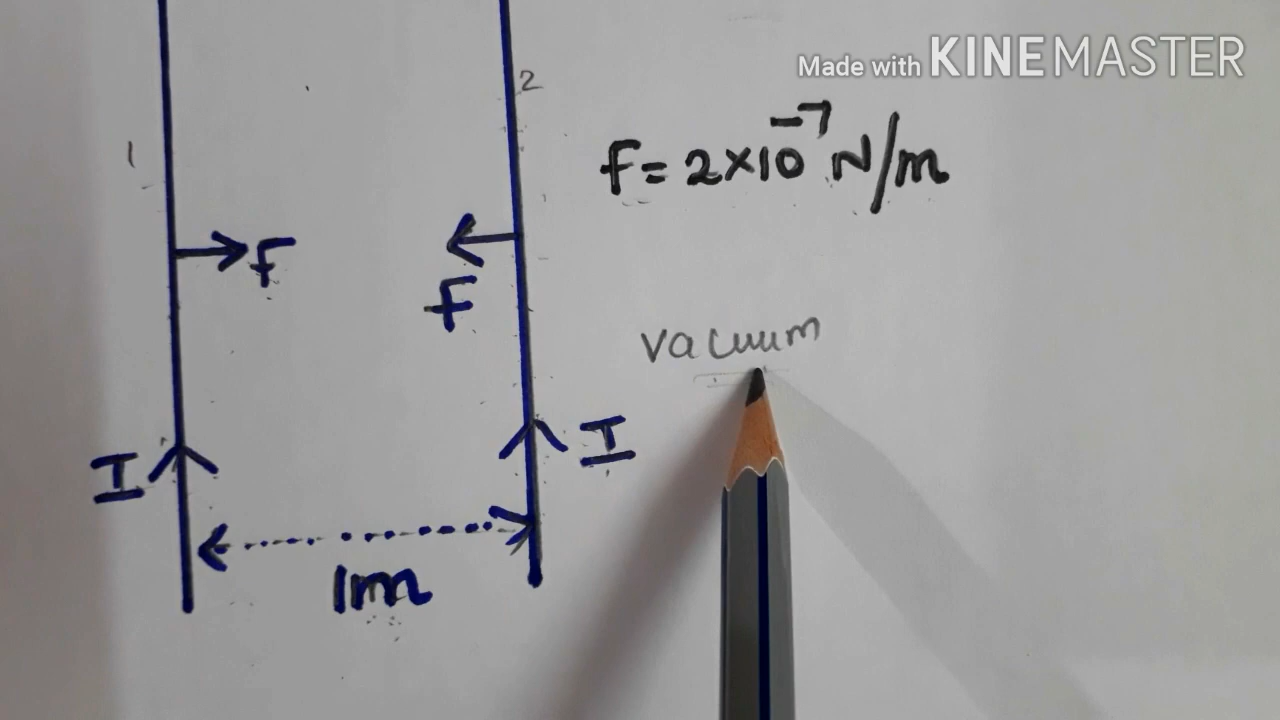 Made with KINEMASTER
2
1
F = 2×10⁻⁷ N/m
F
F
vacuum
I
I
1m